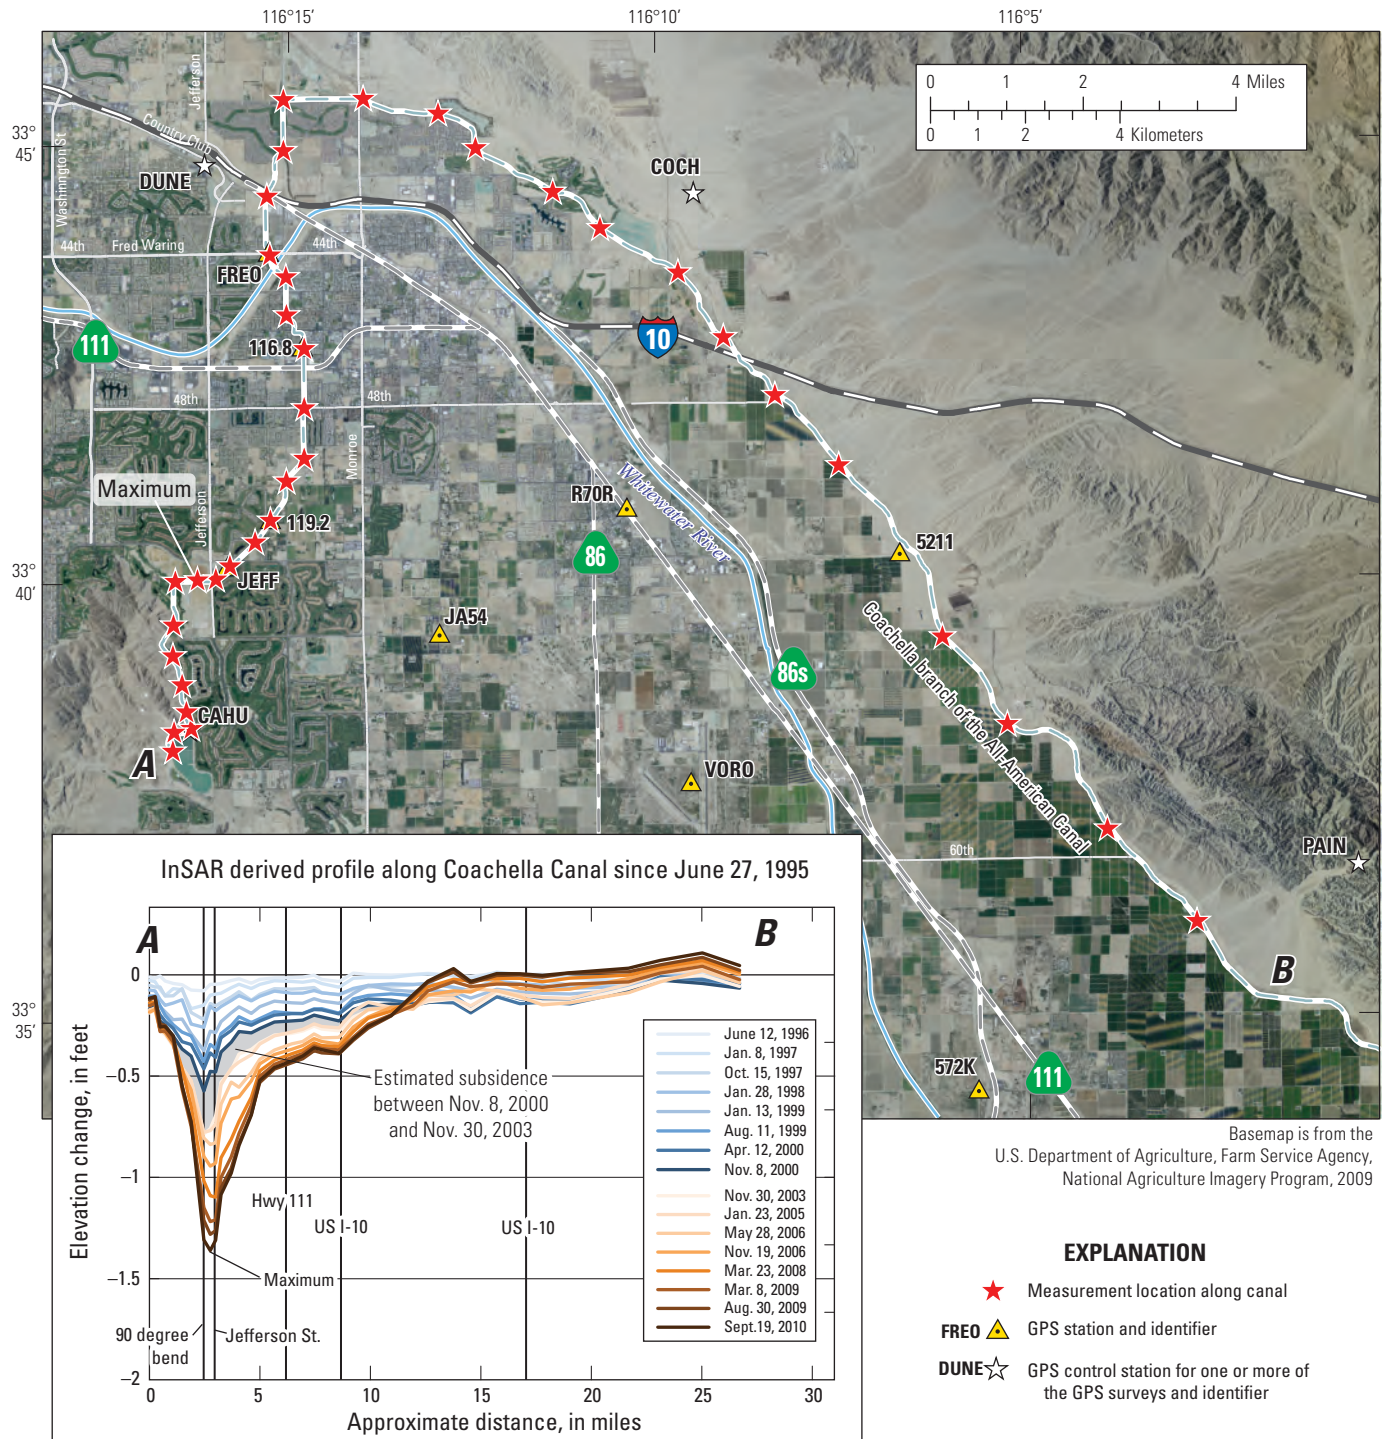 116°15'
116°10'
116°5'
33°
45'
33°
40'
33°
35'
0 1 2 4 Miles
0 1 2 4 Kilometers
Washinngton St
Jefferson
Country Club
DUNE
COCH
44th
Fred Waring
44th
FREO
111
116.8
10
48th
48th
Monroe
Maximum
Jefferson
R70R
Whitewater River
119.2
86
5211
JEFF
JA54
86s
Coachella branch of the All-American Canal
CAHU
A
VORO
60th
PAIN
B
572K
111
InSAR derived profile along Coachella Canal since June 27, 1995
A
B
Elevation change, in feet
0
–0.5
–1
–1.5
–2
0 5 10 15 20 25 30
Approximate distance, in miles
Estimated subsidence
between Nov. 8, 2000
and Nov. 30, 2003
Hwy 111
US I-10
US I-10
Maximum
90 degree
bend
Jefferson St.
June 12, 1996
Jan. 8, 1997
Oct. 15, 1997
Jan. 28, 1998
Jan. 13, 1999
Aug. 11, 1999
Apr. 12, 2000
Nov. 8, 2000
Nov. 30, 2003
Jan. 23, 2005
May 28, 2006
Nov. 19, 2006
Mar. 23, 2008
Mar. 8, 2009
Aug. 30, 2009
Sept.19, 2010
Basemap is from the
U.S. Department of Agriculture, Farm Service Agency,
National Agriculture Imagery Program, 2009
EXPLANATION
Measurement location along canal
FREO GPS station and identifier
DUNE GPS control station for one or more of
the GPS surveys and identifier